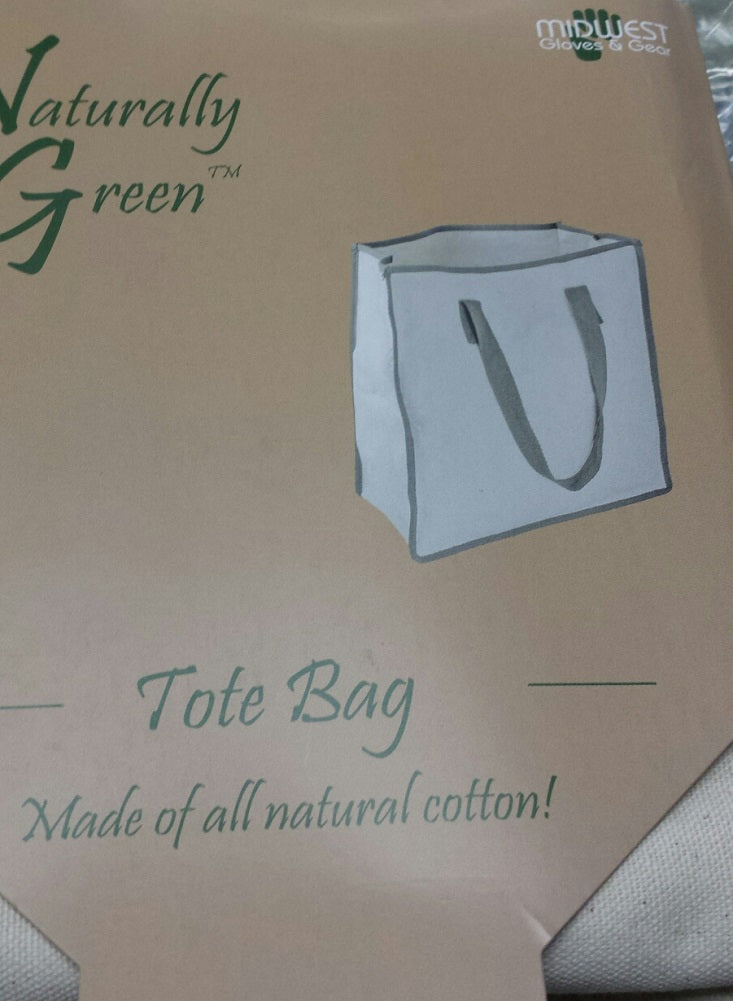 MIDWEST
Gloves & Gear
Naturally
Green™
Tote Bag
Made of all natural cotton!